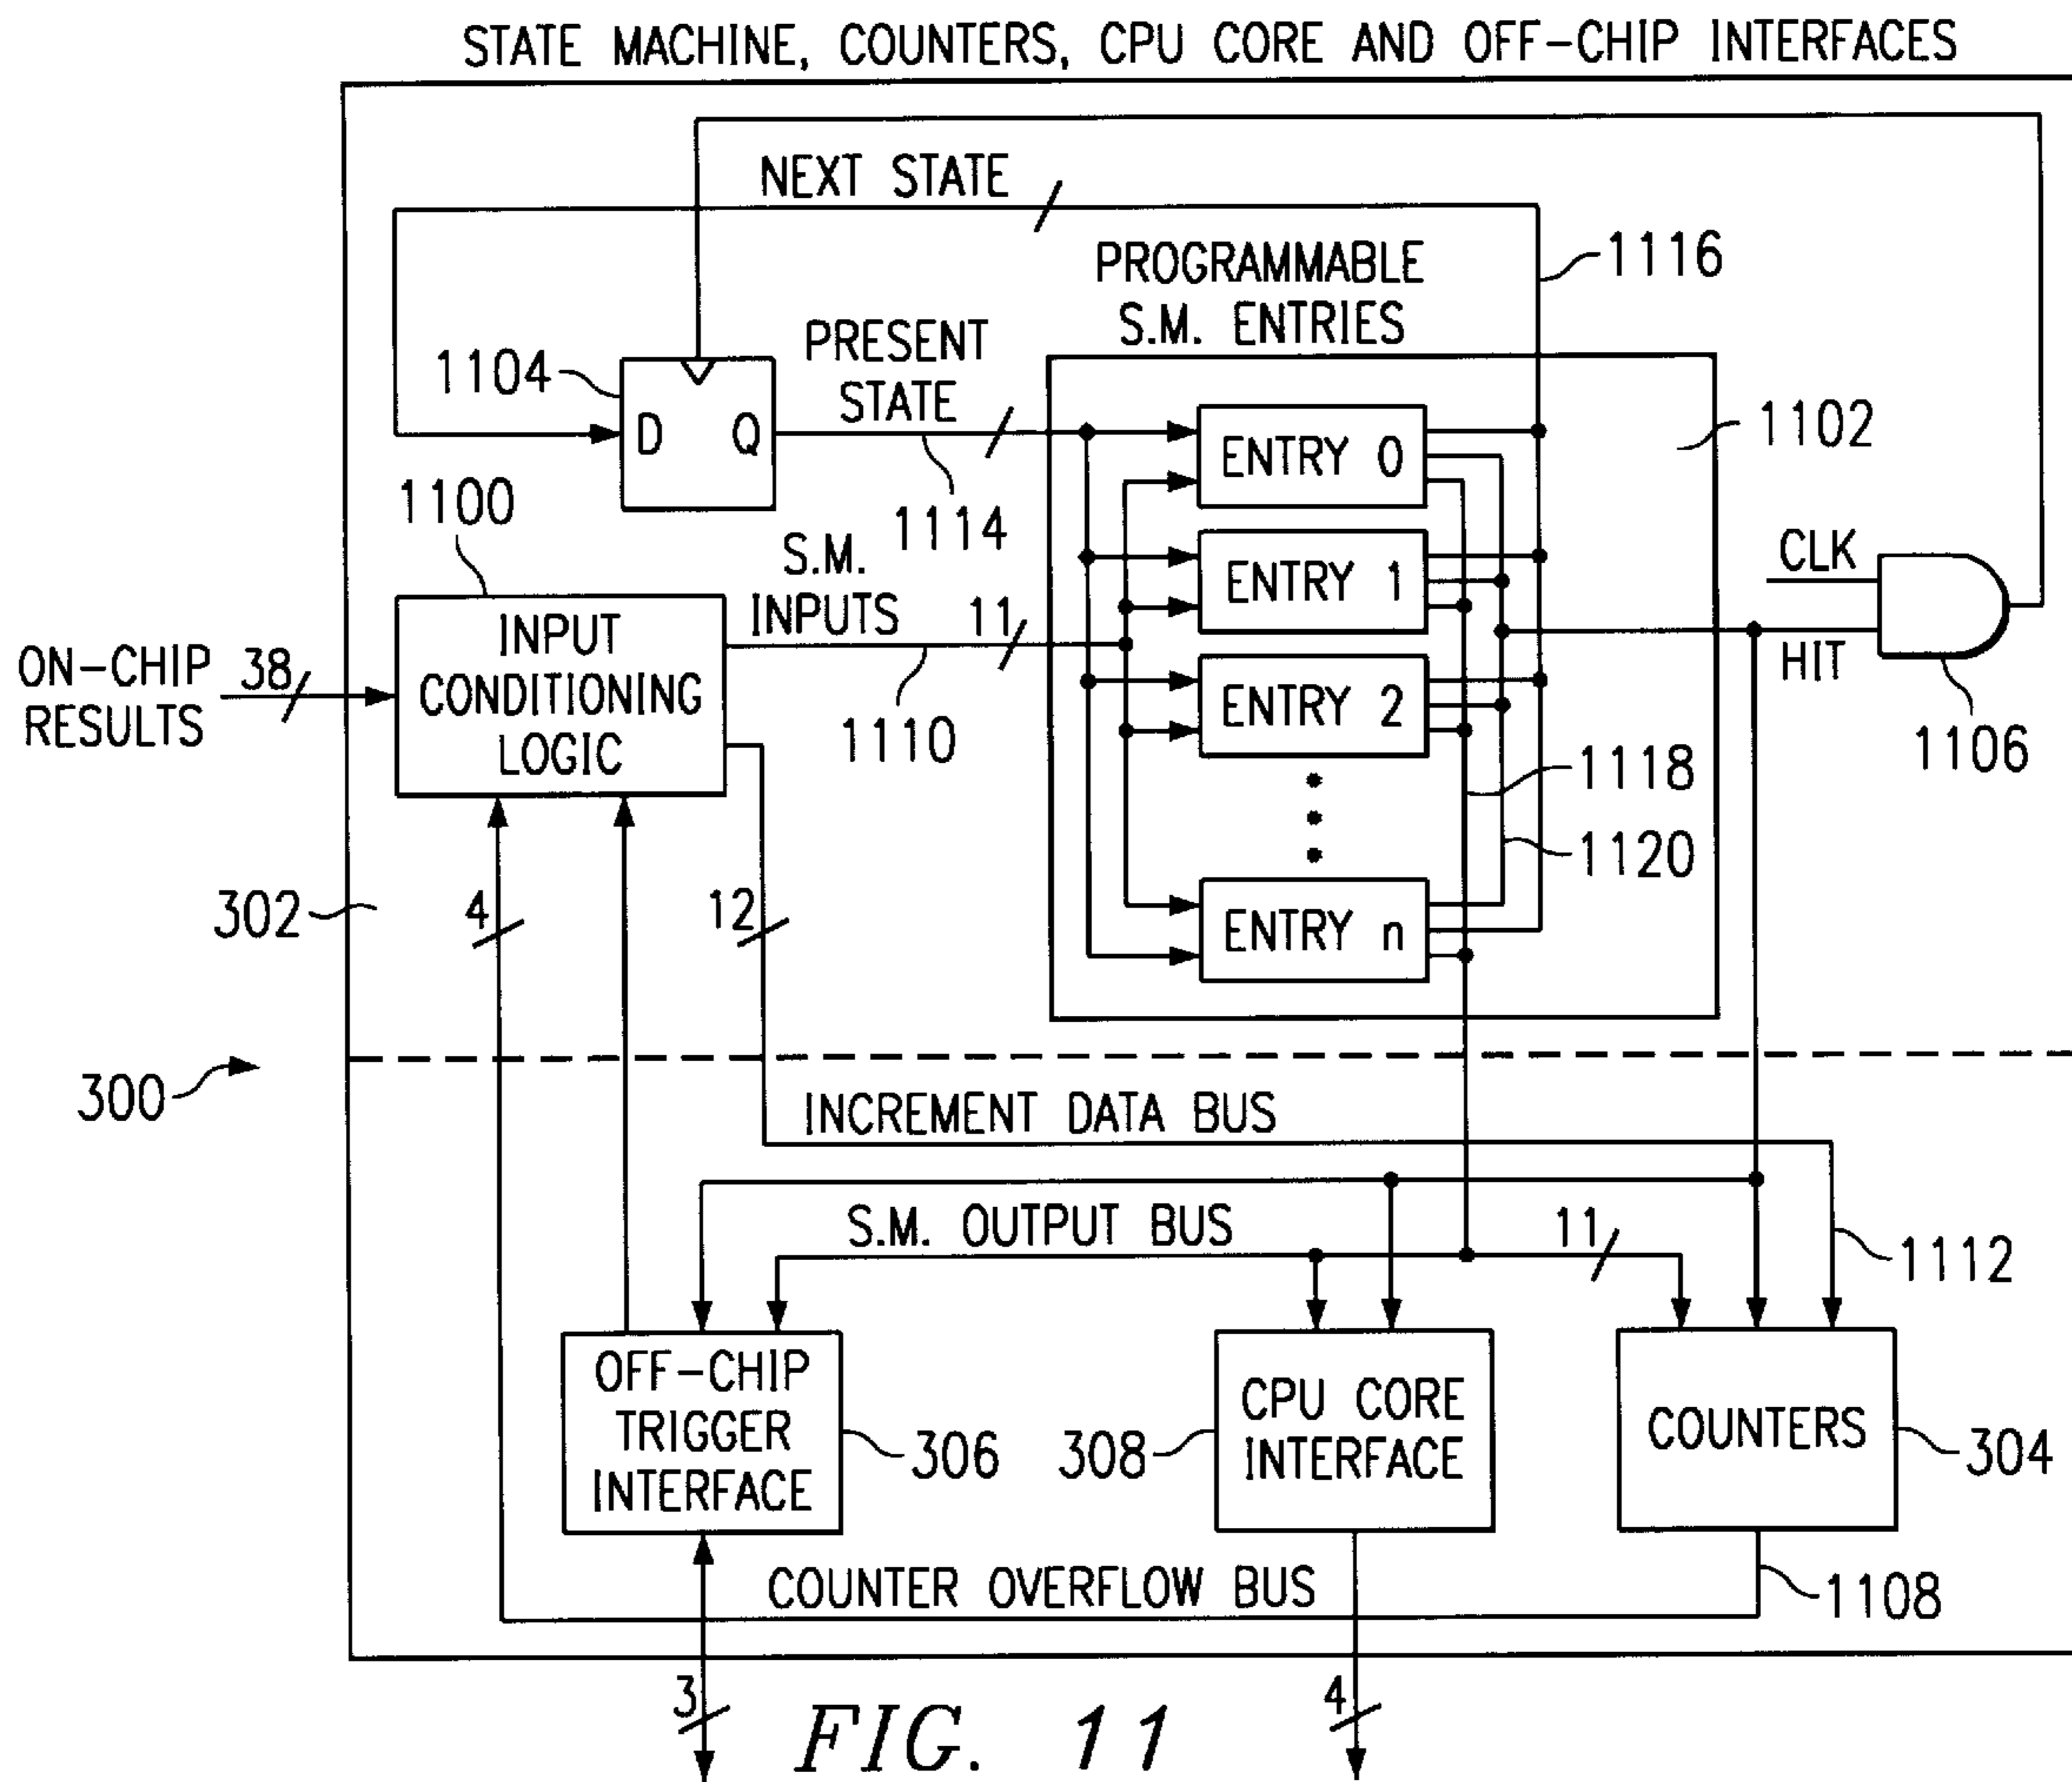 STATE MACHINE, COUNTERS, CPU CORE AND OFF-CHIP INTERFACES
NEXT STATE
1116
PROGRAMMABLE
S.M. ENTRIES
PRESENT
STATE
1104
D Q
1102
ENTRY 0
1100
1114
CLK
S.M.
INPUTS
11
ENTRY 1
INPUT
CONDITIONING
LOGIC
ON-CHIP
RESULTS
38
HIT
1110
ENTRY 2
1106
1118
1120
302
4
12
ENTRY n
300
INCREMENT DATA BUS
S.M. OUTPUT BUS
11
1112
OFF-CHIP
TRIGGER
INTERFACE
306
308
CPU CORE
INTERFACE
COUNTERS
304
COUNTER OVERFLOW BUS
1108
3
4
FIG. 11